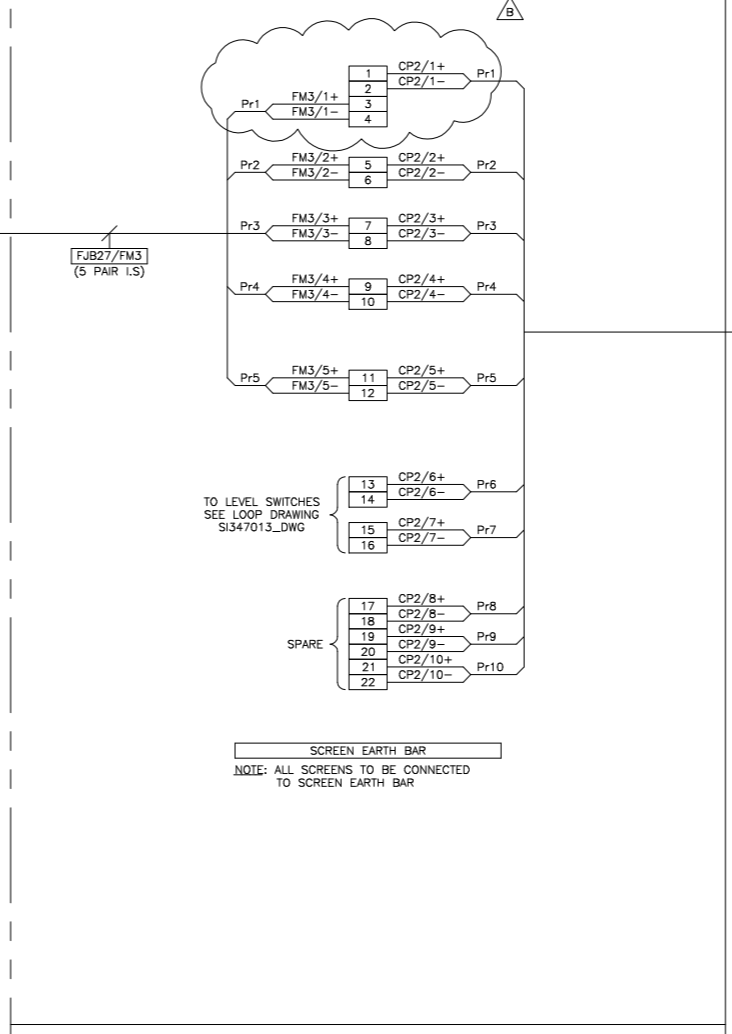 B
1 CP2/1+ Pr1
2 CP2/1−
Pr1 FM3/1+ 3
FM3/1− 4
Pr2 FM3/2+ 5 CP2/2+ Pr2
FM3/2− 6 CP2/2−
Pr3 FM3/3+ 7 CP2/3+ Pr3
FM3/3− 8 CP2/3−
FJB27/FM3
(5 PAIR I.S)
Pr4 FM3/4+ 9 CP2/4+ Pr4
FM3/4− 10 CP2/4−
Pr5 FM3/5+ 11 CP2/5+ Pr5
FM3/5− 12 CP2/5−
TO LEVEL SWITCHES
SEE LOOP DRAWING
SI347013_DWG
13 CP2/6+ Pr6
14 CP2/6−
15 CP2/7+ Pr7
16 CP2/7−
SPARE
17 CP2/8+ Pr8
18 CP2/8−
19 CP2/9+ Pr9
20 CP2/9−
21 CP2/10+ Pr10
22 CP2/10−
SCREEN EARTH BAR
NOTE: ALL SCREENS TO BE CONNECTED
TO SCREEN EARTH BAR